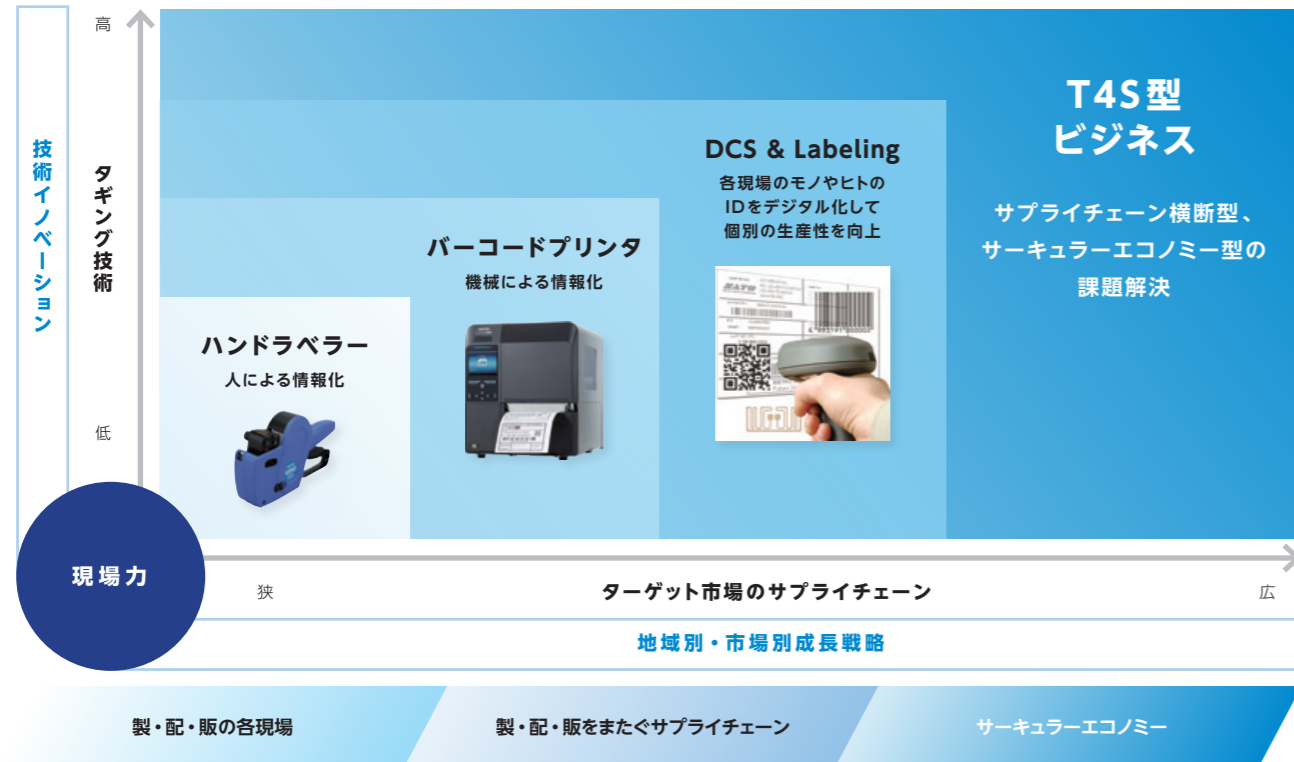 高
技術イノベーション
タギング技術
低
T4S型
ビジネス
サプライチェーン横断型、
サーキュラーエコノミー型の
課題解決
DCS & Labeling
各現場のモノやヒトの
IDをデジタル化して
個別の生産性を向上
SATO
バーコードプリンタ
機械による情報化
ハンドラベラー
人による情報化
現場力
狭
ターゲット市場のサプライチェーン
広
地域別・市場別成長戦略
製・配・販の各現場
製・配・販をまたぐサプライチェーン
サーキュラーエコノミー